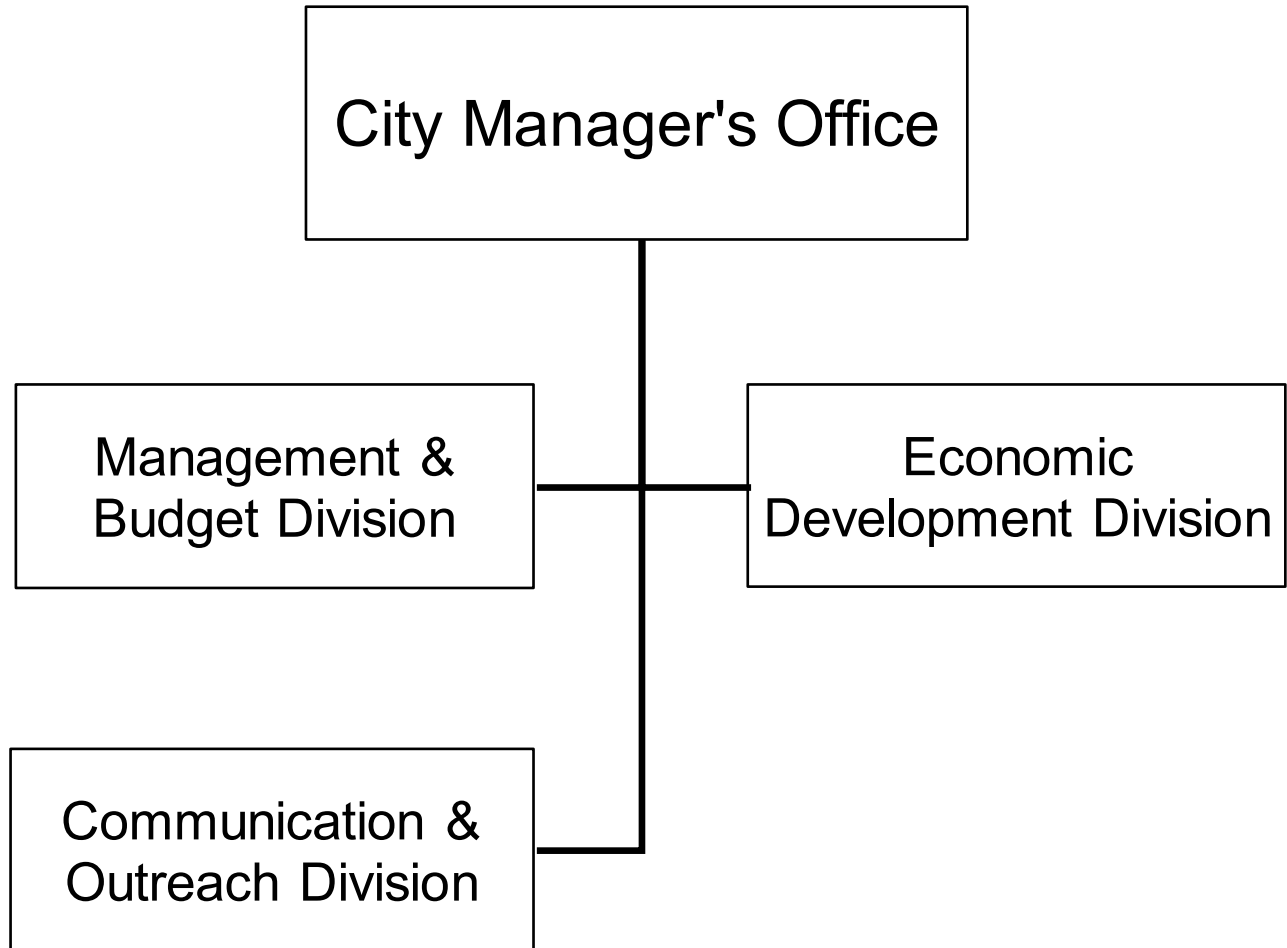 City Manager's Office
Management &
Budget Division
Economic
Development Division
Communication &
Outreach Division